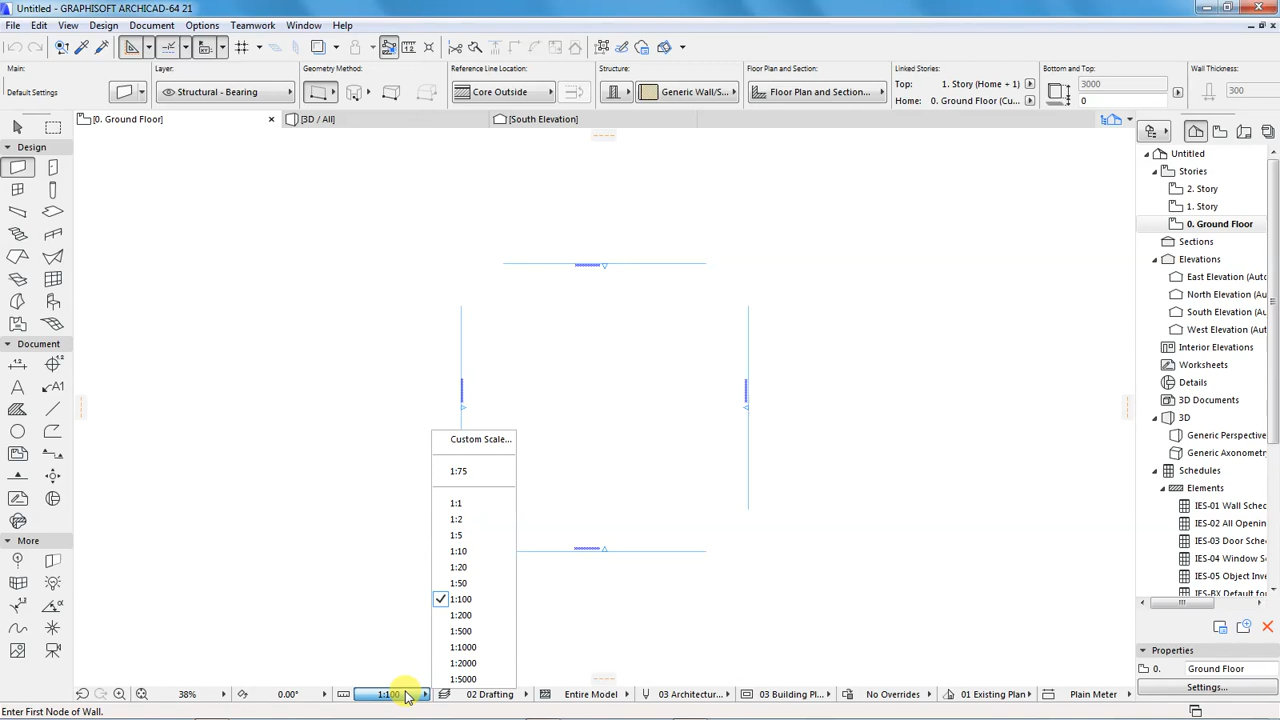 Untitled - GRAPHISOFT ARCHICAD-64 21
File Edit View Design Document Options Teamwork Window Help
Main:
Default Settings
Layer:
Structural - Bearing
Geometry Method:
Reference Line Location:
Core Outside
Structure:
Generic Wall/S...
Floor Plan and Section:
Floor Plan and Section...
Linked Stories:
Top: 1. Story (Home + 1)
Home: 0. Ground Floor (Cu...
Bottom and Top:
3000
0
Wall Thickness:
300
[0. Ground Floor]
[3D / All]
[South Elevation]
Design
Document
More
Custom Scale...
1:75
1:1
1:2
1:5
1:10
1:20
1:50
1:100
1:200
1:500
1:1000
1:2000
1:5000
Untitled
Stories
2. Story
1. Story
0. Ground Floor
Sections
Elevations
East Elevation (Auto
North Elevation (Aut
South Elevation (Au
West Elevation (Aut
Interior Elevations
Worksheets
Details
3D Documents
3D
Generic Perspective
Generic Axonometry
Schedules
Elements
IES-01 Wall Sched
IES-02 All Opening
IES-03 Door Sche
IES-04 Window S
IES-05 Object Inve
IES-BX Default for
Properties
0. Ground Floor
Settings...
38% 0.00° 1:100 02 Drafting Entire Model 03 Architectur... 03 Building Pl... No Overrides 01 Existing Plan Plain Meter
Enter First Node of Wall.